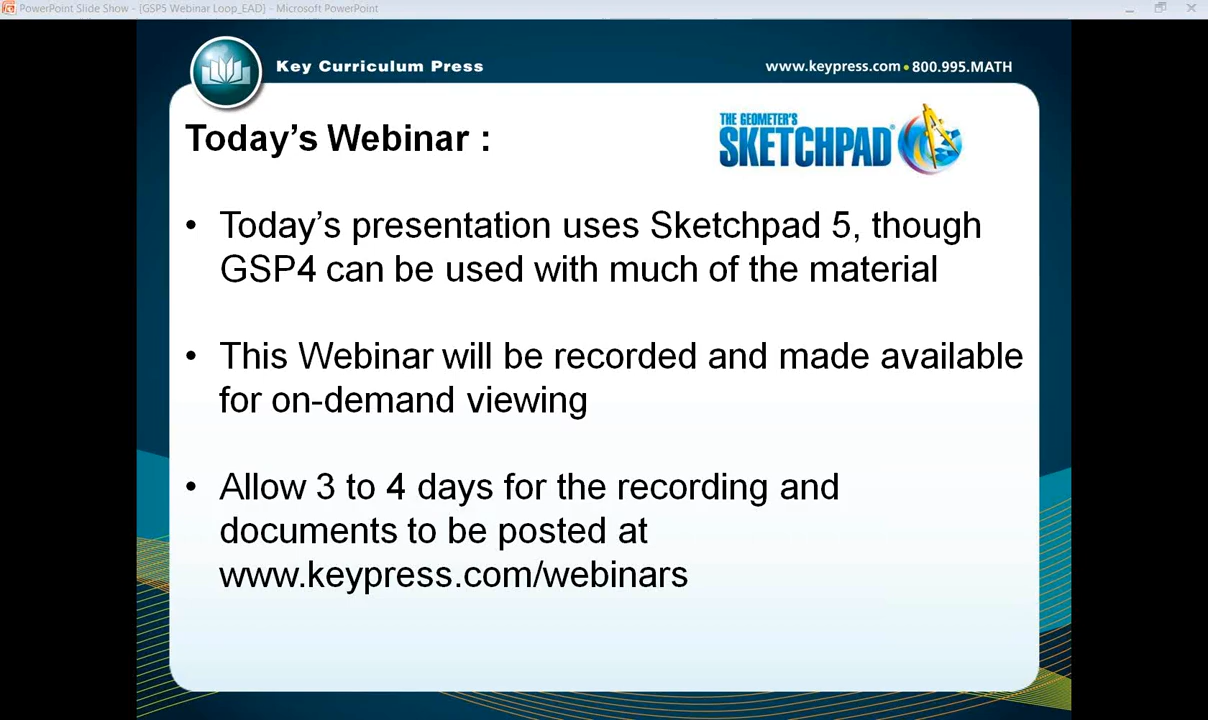 PowerPoint Slide Show - [GSP5 Webinar Loop_EAD] - Microsoft PowerPoint
Key Curriculum Press
www.keypress.com • 800.995.MATH
THE GEOMETER'S
SKETCHPAD®
Today's Webinar :
• Today's presentation uses Sketchpad 5, though
GSP4 can be used with much of the material
• This Webinar will be recorded and made available
for on-demand viewing
• Allow 3 to 4 days for the recording and
documents to be posted at
www.keypress.com/webinars